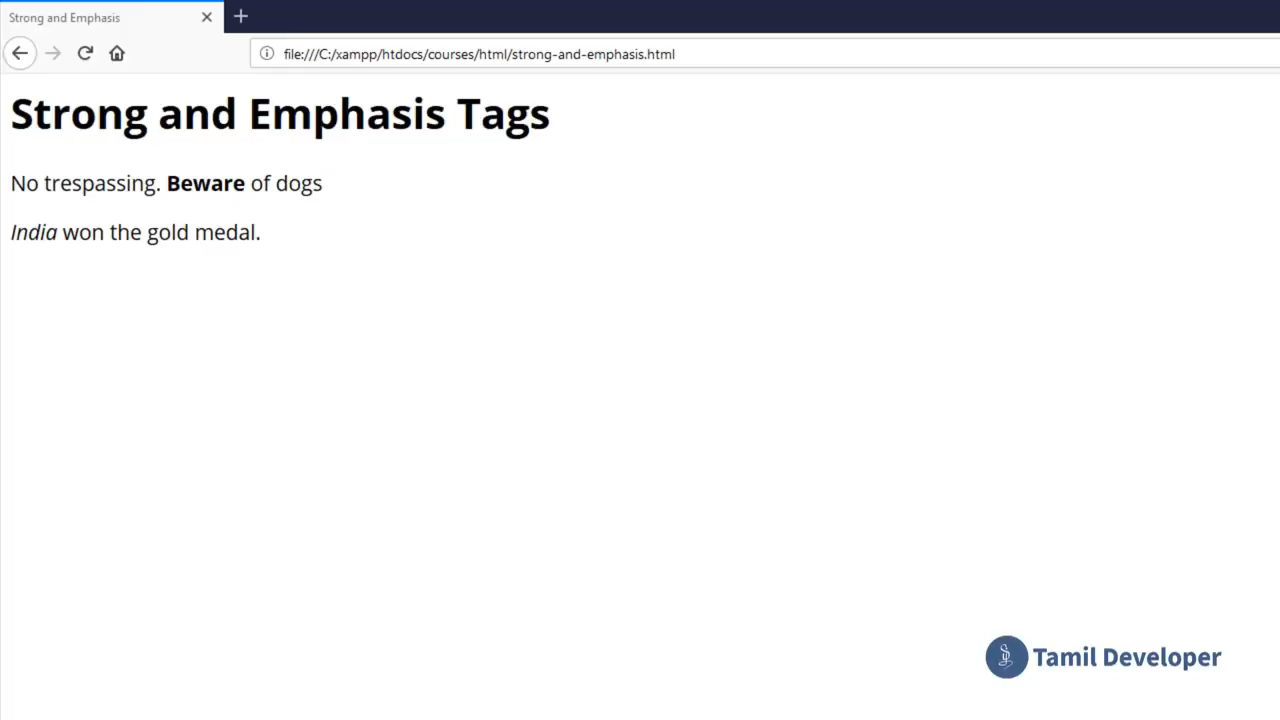 Strong and Emphasis
file:///C:/xampp/htdocs/courses/html/strong-and-emphasis.html
Strong and Emphasis Tags
No trespassing. Beware of dogs
India won the gold medal.
Tamil Developer